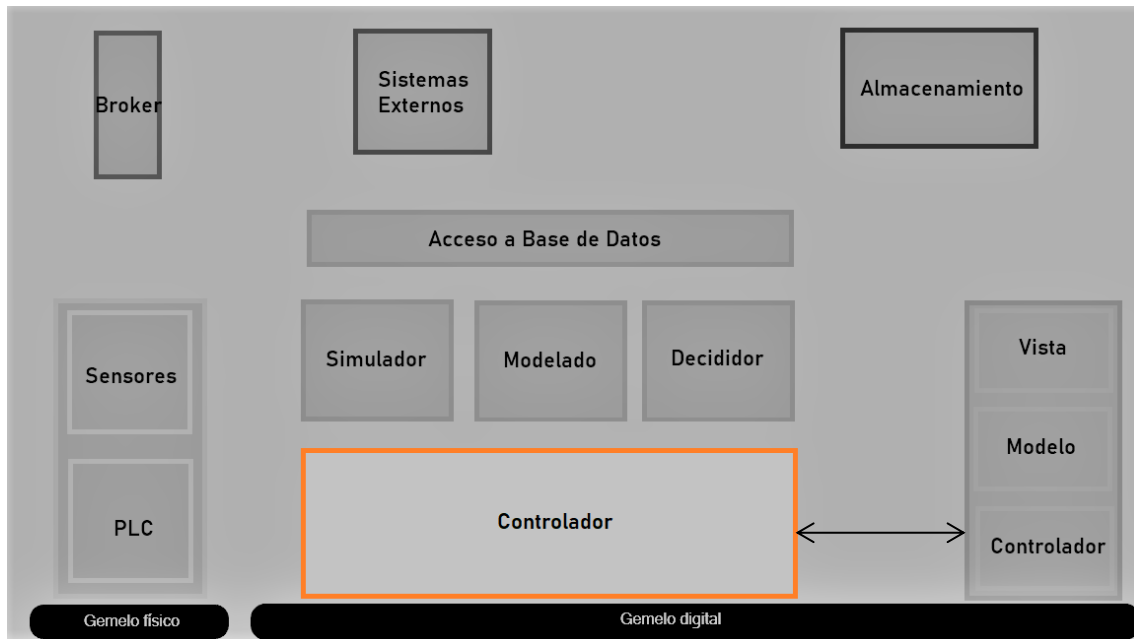 Broker
Sistemas
Externos
Almacenamiento
Acceso a Base de Datos
Sensores
PLC
Simulador
Modelado
Decididor
Controlador
Vista
Modelo
Controlador
Gemelo físico
Gemelo digital